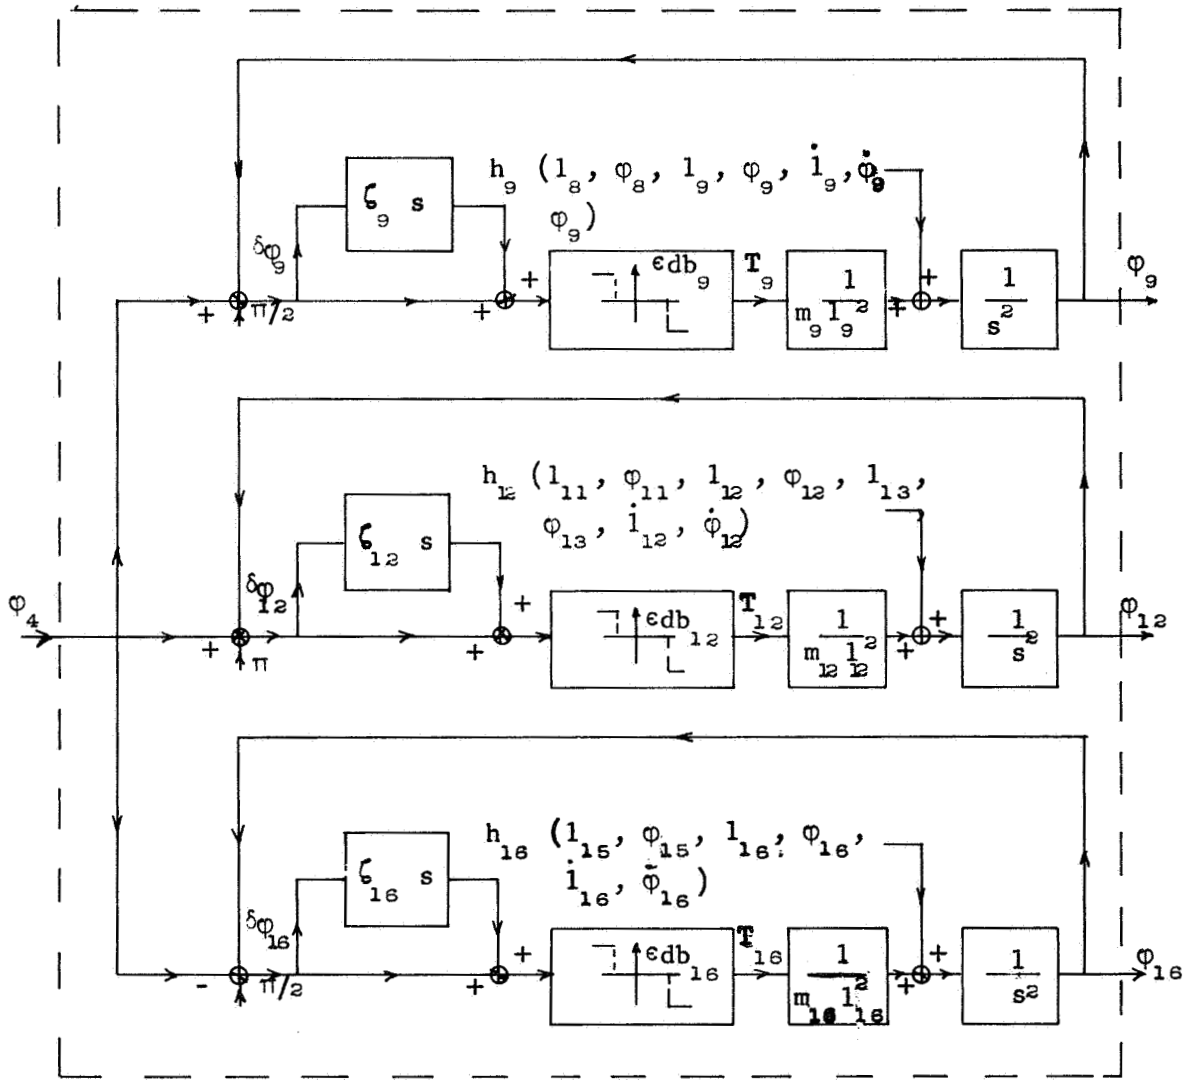 h₉ (l₈, φ₈, l₉, φ₉, l̇₉, φ̇₉
φ₉)
ζ₉ s
δφ₉
+
εdb₉
T₉
1
m₉ l₉²
+
+
1
s²
φ₉
+
π/2
+
h₁₂ (l₁₁, φ₁₁, l₁₂, φ₁₂, l₁₃,
φ₁₃, l̇₁₂, φ̇₁₂)
ζ₁₂ s
δφ₁₂
φ₄
+
εdb₁₂
T₁₂
1
m₁₂ l₁₂²
+
+
1
s²
φ₁₂
+
π
+
h₁₆ (l₁₅, φ₁₅, l₁₆, φ₁₆,
l̇₁₆, φ̇₁₆)
ζ₁₆ s
δφ₁₆
+
εdb₁₆
T₁₆
1
m₁₆ l₁₆²
+
+
1
s²
φ₁₆
-
π/2
+